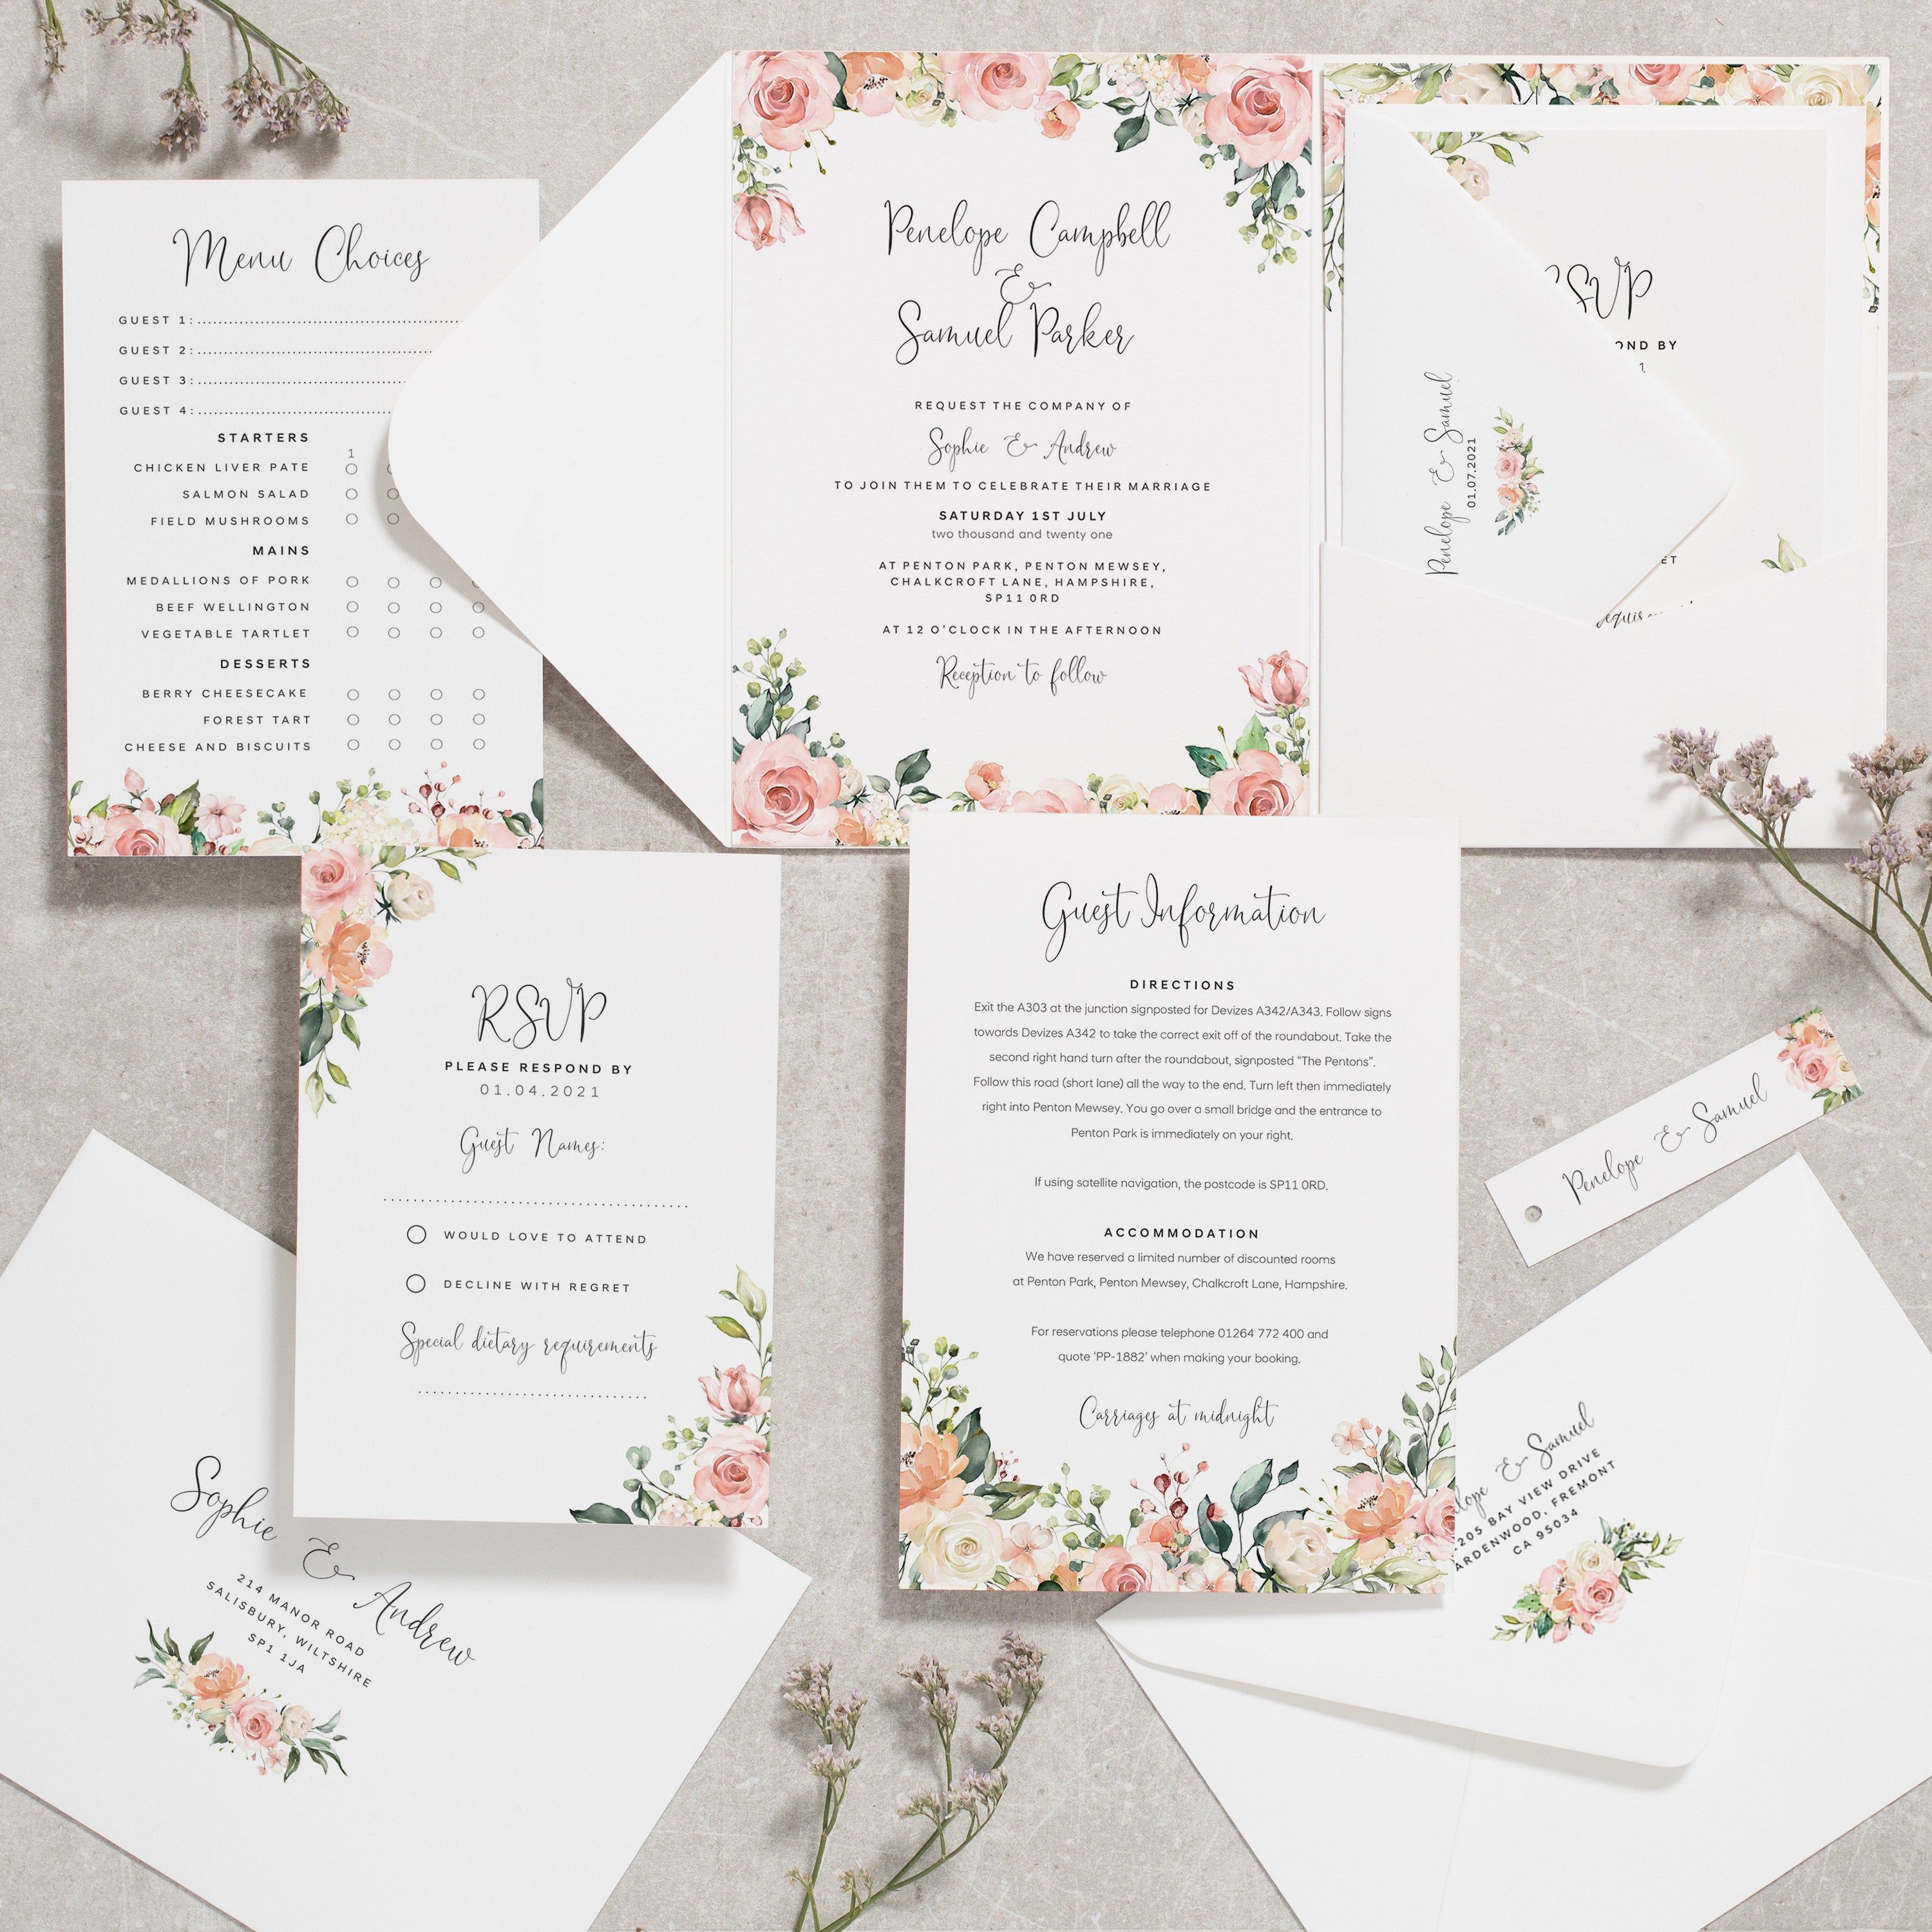 Menu Choices
GUEST 1:
GUEST 2:
GUEST 3:
GUEST 4:
STARTERS
1
CHICKEN LIVER PATE
SALMON SALAD
FIELD MUSHROOMS
MAINS
MEDALLIONS OF PORK
BEEF WELLINGTON
VEGETABLE TARTLET
DESSERTS
BERRY CHEESECAKE
FOREST TART
CHEESE AND BISCUITS
Penelope Campbell
&
Samuel Parker
REQUEST THE COMPANY OF
Sophie & Andrew
TO JOIN THEM TO CELEBRATE THEIR MARRIAGE
SATURDAY 1ST JULY
two thousand and twenty one
AT PENTON PARK, PENTON MEWSEY,
CHALKCROFT LANE, HAMPSHIRE,
SP11 0RD
AT 12 O'CLOCK IN THE AFTERNOON
Reception to follow
SVP
OND BY
1
Penelope & Samuel
01.07.2021
ET
equis
RSVP
PLEASE RESPOND BY
01.04.2021
Guest Names:
WOULD LOVE TO ATTEND
DECLINE WITH REGRET
Special dietary requirements
Guest Information
DIRECTIONS
Exit the A303 at the junction signposted for Devizes A342/A343. Follow signs
towards Devizes A342 to take the correct exit off of the roundabout. Take the
second right hand turn after the roundabout, signposted “The Pentons”.
Follow this road (short lane) all the way to the end. Turn left then immediately
right into Penton Mewsey. You go over a small bridge and the entrance to
Penton Park is immediately on your right.
If using satellite navigation, the postcode is SP11 0RD.
ACCOMMODATION
We have reserved a limited number of discounted rooms
at Penton Park, Penton Mewsey, Chalkcroft Lane, Hampshire.
For reservations please telephone 01264 772 400 and
quote ‘PP-1882’ when making your booking.
Carriages at midnight
Penelope & Samuel
Sophie & Andrew
214 MANOR ROAD
SALISBURY, WILTSHIRE
SP1 1JA
lope & Samuel
205 BAY VIEW DRIVE
ARDENWOOD, FREMONT
CA 95034